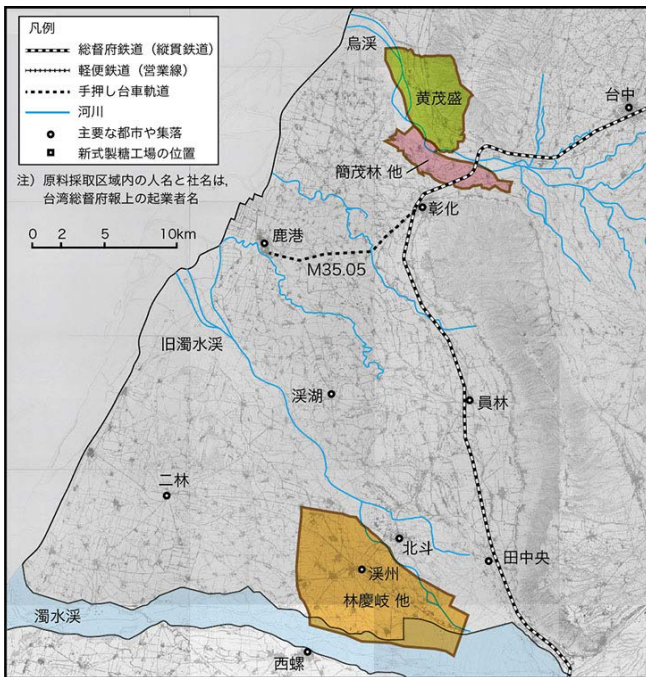 凡例
総督府鉄道（縦貫鉄道）
軽便鉄道（営業線）
手押し台車軌道
河川
主要な都市や集落
新式製糖工場の位置
注）原料採取区域内の人名と社名は，
台湾総督府報上の起業者名
0 2 5 10km
烏渓
黄茂盛
台中
簡茂林 他
彰化
鹿港
M35.05
旧濁水渓
渓湖
員林
二林
北斗
田中央
渓州
林慶岐 他
濁水渓
西螺